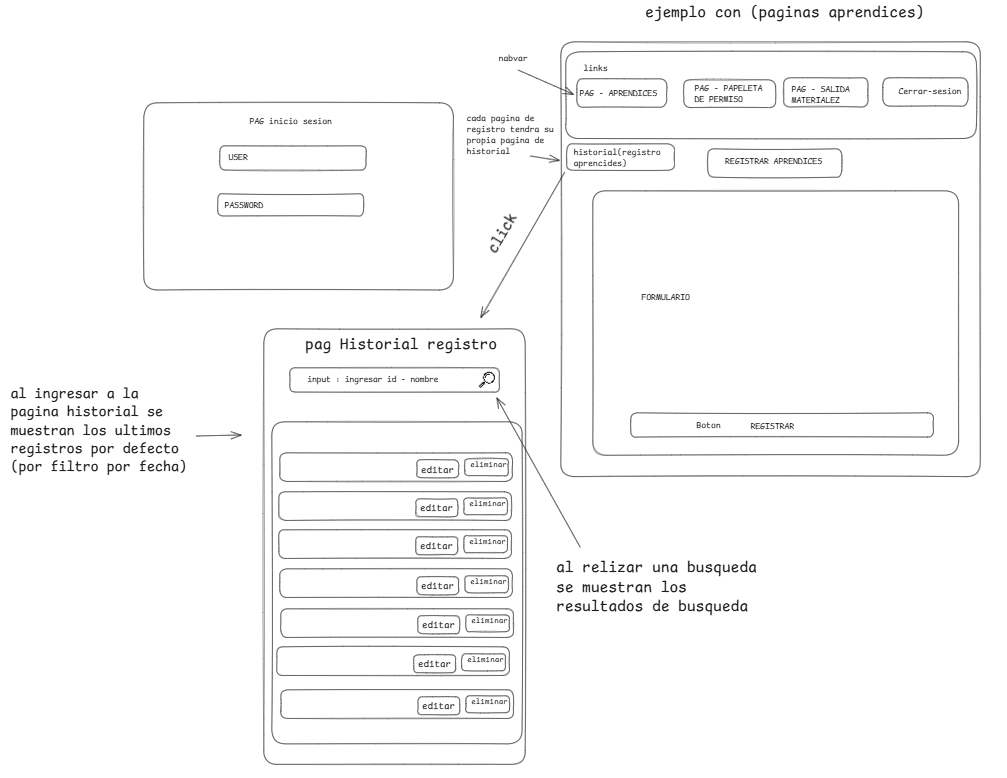 ejemplo con (paginas aprendices)
nabvar
links
PAG - APRENDICES
PAG - PAPELETA
DE PERMISO
PAG - SALIDA
MATERIALEZ
Cerrar-sesion
cada pagina de
registro tendra su
propia pagina de
historial
historial(registro
aprencides)
REGISTRAR APRENDICES
FORMULARIO
Boton REGISTRAR
PAG inicio sesion
USER
PASSWORD
click
pag Historial registro
input : ingresar id - nombre
al ingresar a la
pagina historial se
muestran los ultimos
registros por defecto
(por filtro por fecha)
editar eliminar
editar eliminar
editar eliminar
editar eliminar
editar eliminar
editar eliminar
editar eliminar
al relizar una busqueda
se muestran los
resultados de busqueda